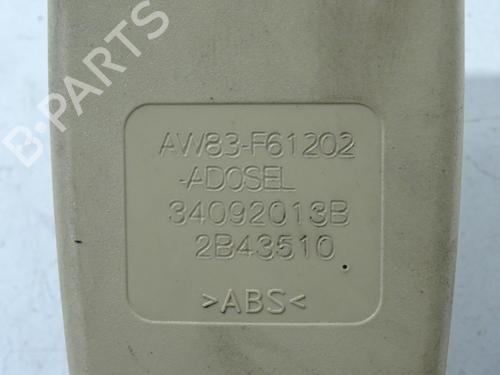 B-PARTS
AW83-F61202
-ADOSEL
34092013B
2B43510
>ABS<